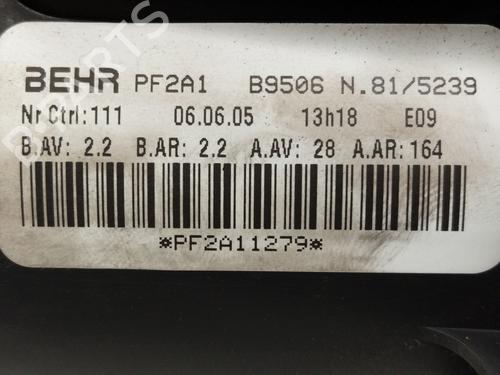 BEHR PF2A1 B9506 N.81/5239
Nr Ctrl:111 06.06.05 13h18 E09
B.AV: 2.2 B.AR: 2.2 A.AV: 28 A.AR: 164
*PF2A11279*